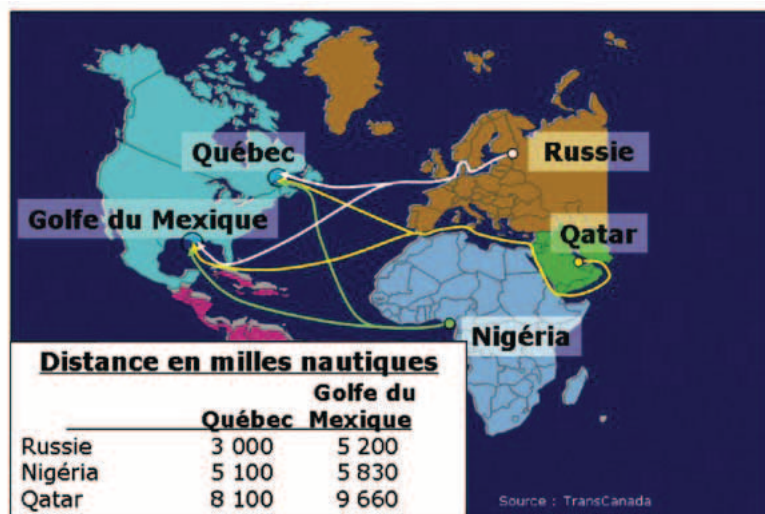 Québec
Russie
Golfe du Mexique
Qatar
Nigéria
Distance en milles nautiques
Golfe du
Québec Mexique
Russie 3 000 5 200
Nigéria 5 100 5 830
Qatar 8 100 9 660
Source : TransCanada